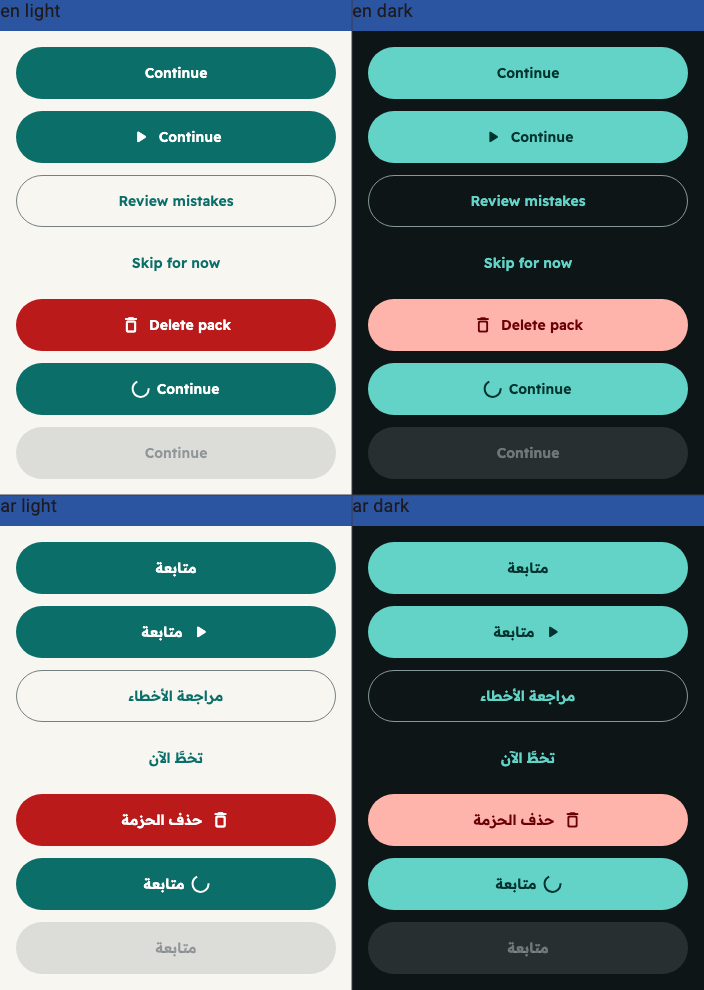 en light
Continue
Continue
Review mistakes
Skip for now
Delete pack
Continue
Continue
en dark
Continue
Continue
Review mistakes
Skip for now
Delete pack
Continue
Continue
ar light
متابعة
متابعة
مراجعة الأخطاء
تخطَّ الآن
حذف الحزمة
متابعة
متابعة
ar dark
متابعة
متابعة
مراجعة الأخطاء
تخطَّ الآن
حذف الحزمة
متابعة
متابعة